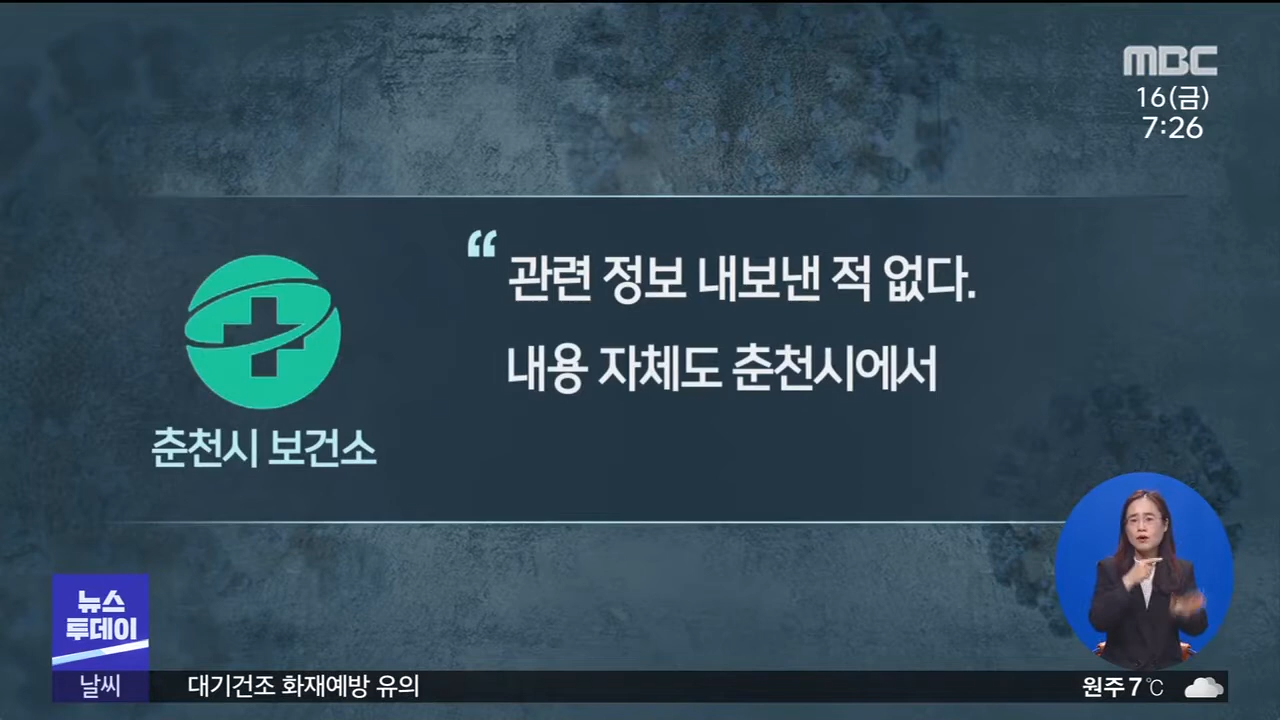 MBC
16(금)
7:26
“관련 정보 내보낸 적 없다.
내용 자체도 춘천시에서
춘천시 보건소
뉴스
투데이
날씨
대기건조 화재예방 유의
원주 7℃